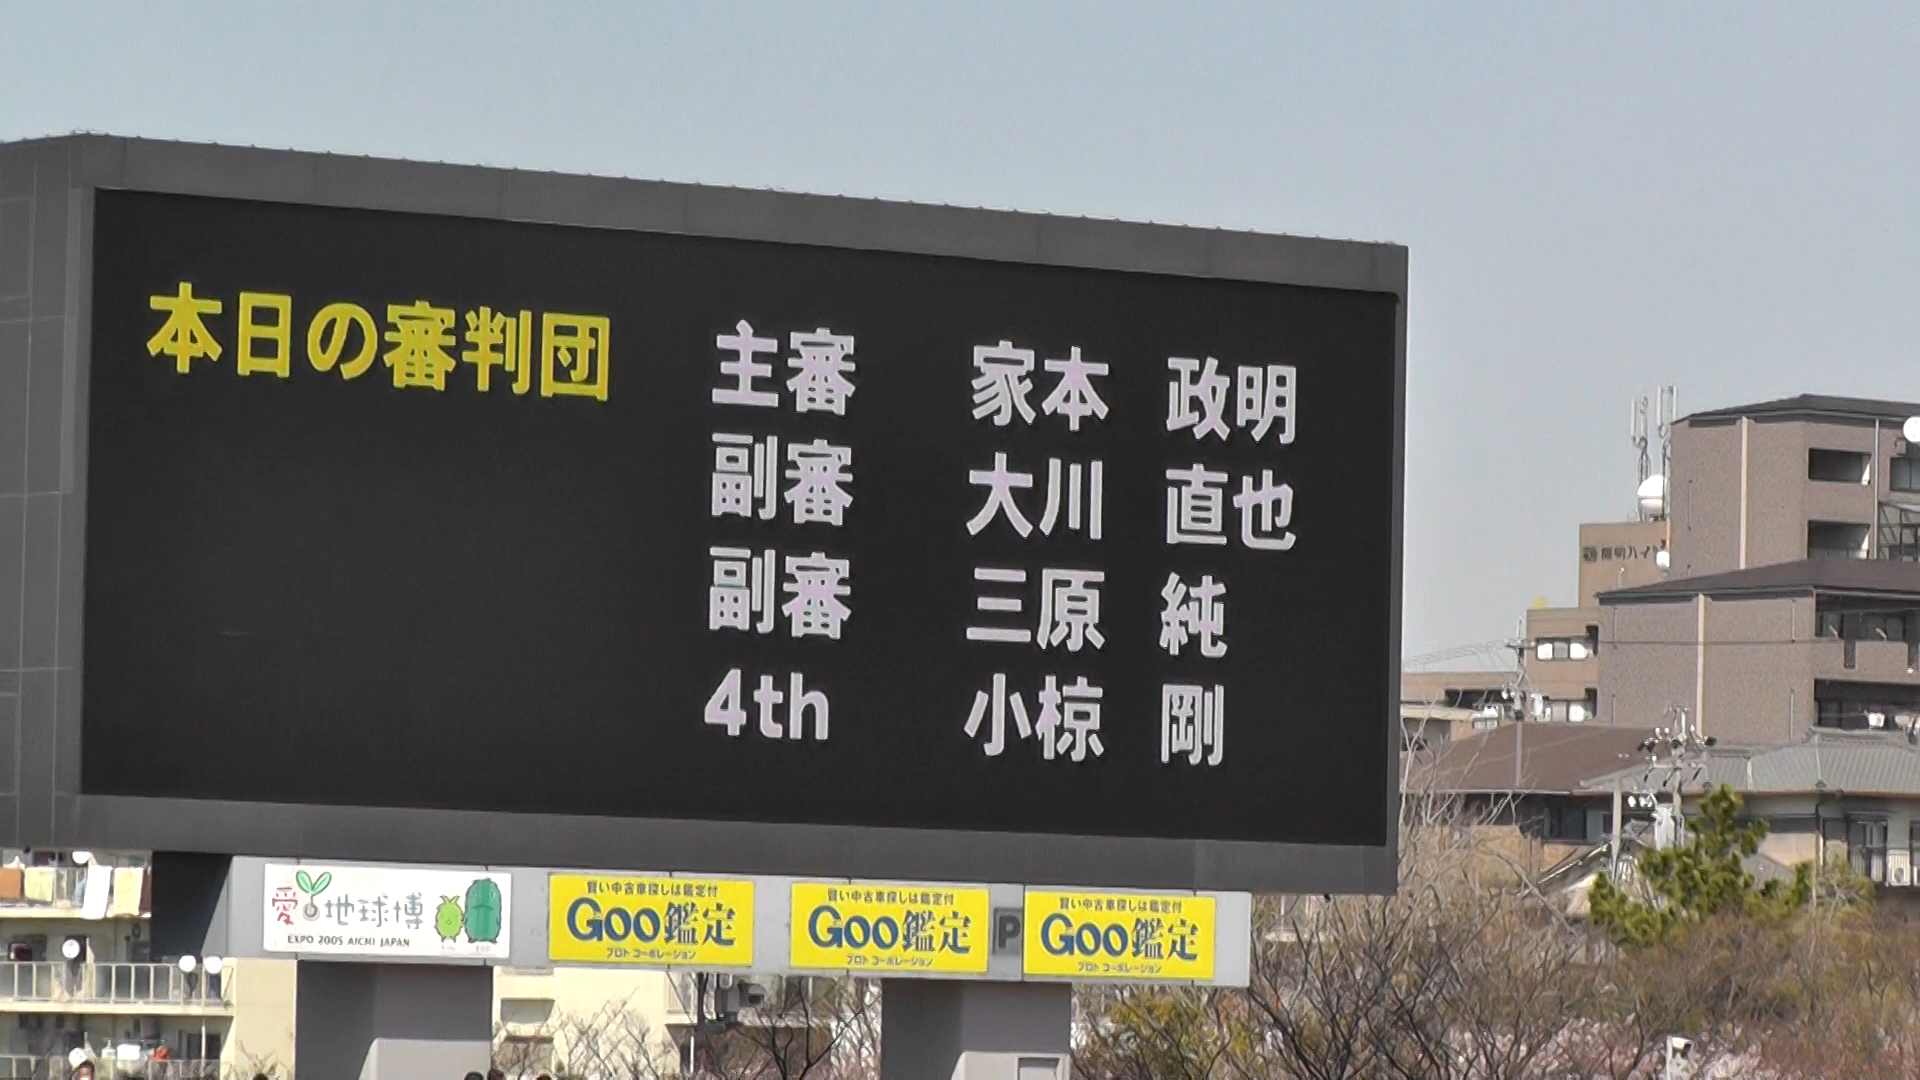 本日の審判団
主審 家本 政明
副審 大川 直也
副審 三原 純
4th 小椋 剛
愛・地球博
EXPO 2005 AICHI JAPAN
賢い中古車探しは鑑定付
Goo鑑定
プロトコーポレーション
賢い中古車探しは鑑定付
Goo鑑定
プロトコーポレーション
P
賢い中古車探しは鑑定付
Goo鑑定
プロトコーポレーション